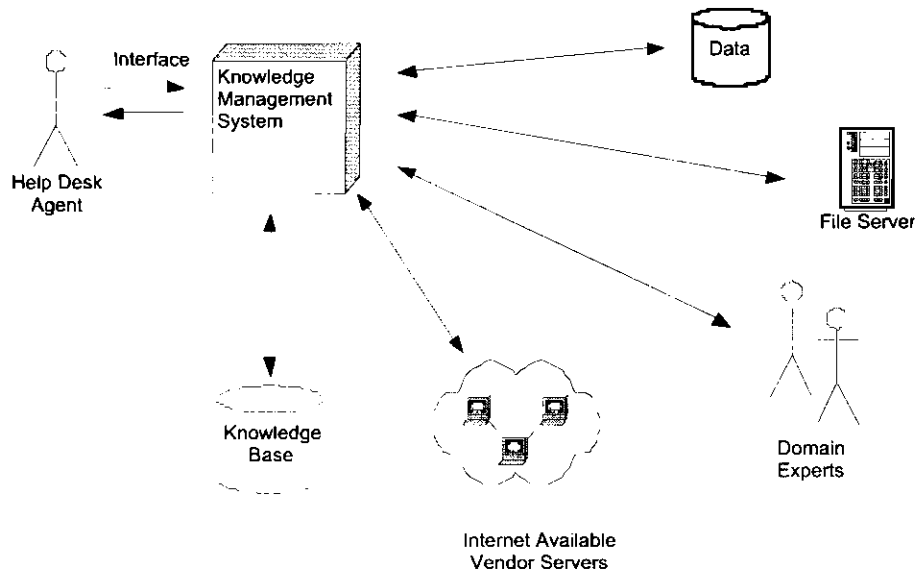 Interface
Knowledge
Management
System
Data
Help Desk
Agent
File Server
Knowledge
Base
Domain
Experts
Internet Available
Vendor Servers